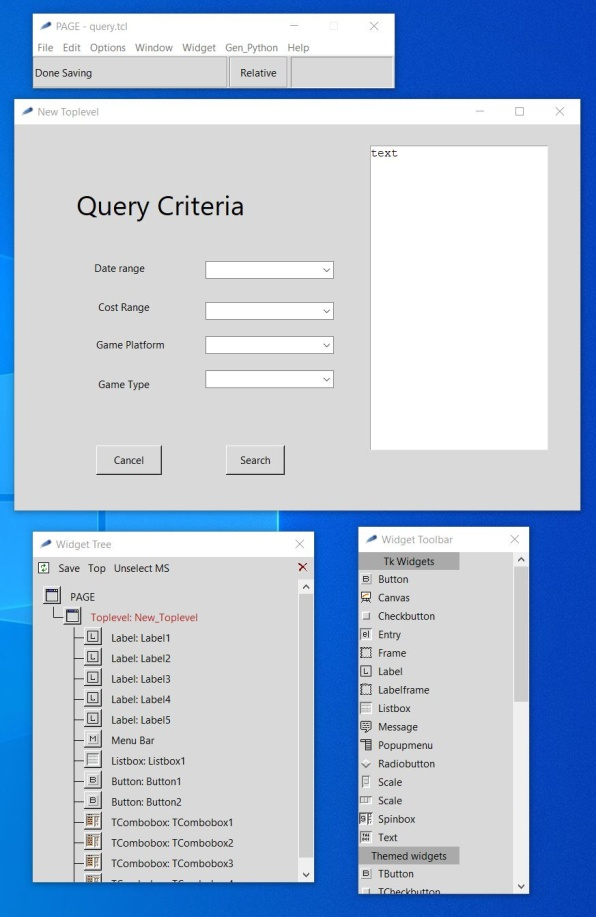 PAGE - query.tcl
File Edit Options Window Widget Gen_Python Help
Done Saving Relative
New Toplevel
text
Query Criteria
Date range
Cost Range
Game Platform
Game Type
Cancel Search
Widget Tree
Save Top Unselect MS
PAGE
Toplevel: New_Toplevel
L Label: Label1
L Label: Label2
L Label: Label3
L Label: Label4
L Label: Label5
M Menu Bar
Listbox: Listbox1
B Button: Button1
B Button: Button2
TCombobox: TCombobox1
TCombobox: TCombobox2
TCombobox: TCombobox3
Widget Toolbar
Tk Widgets
B Button
Canvas
Checkbutton
Entry
Frame
L Label
Labelframe
Listbox
Message
Popupmenu
Radiobutton
Scale
Scale
Spinbox
Text
Themed widgets
B TButton
TCheckbutton